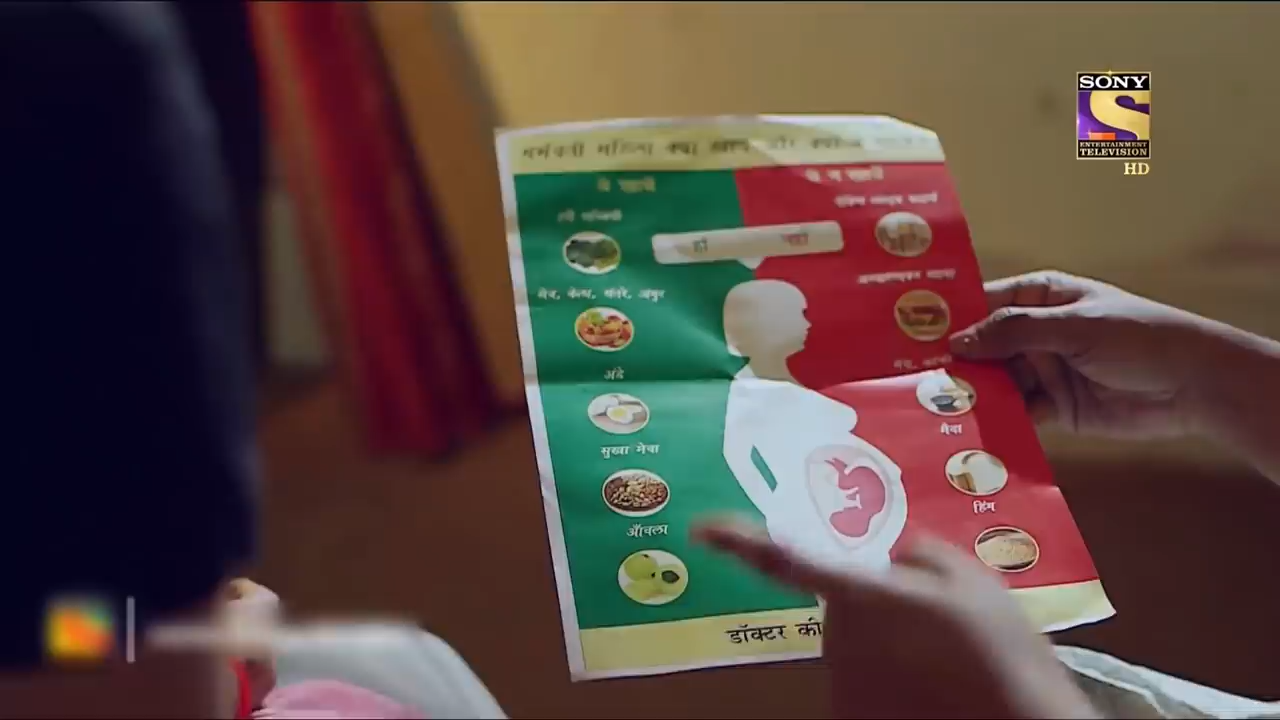 SONY
ENTERTAINMENT
TELEVISION
HD
गर्भवती महिला क्या खाए और क्या
ये खायें
ये न खायें
हरी सब्जियाँ
हाँ
नहीं
सेव, केला, संतरे, अंगूर
अंडे
मैदा
सुखा मेवा
हिंग
आँवला
डॉक्टर की